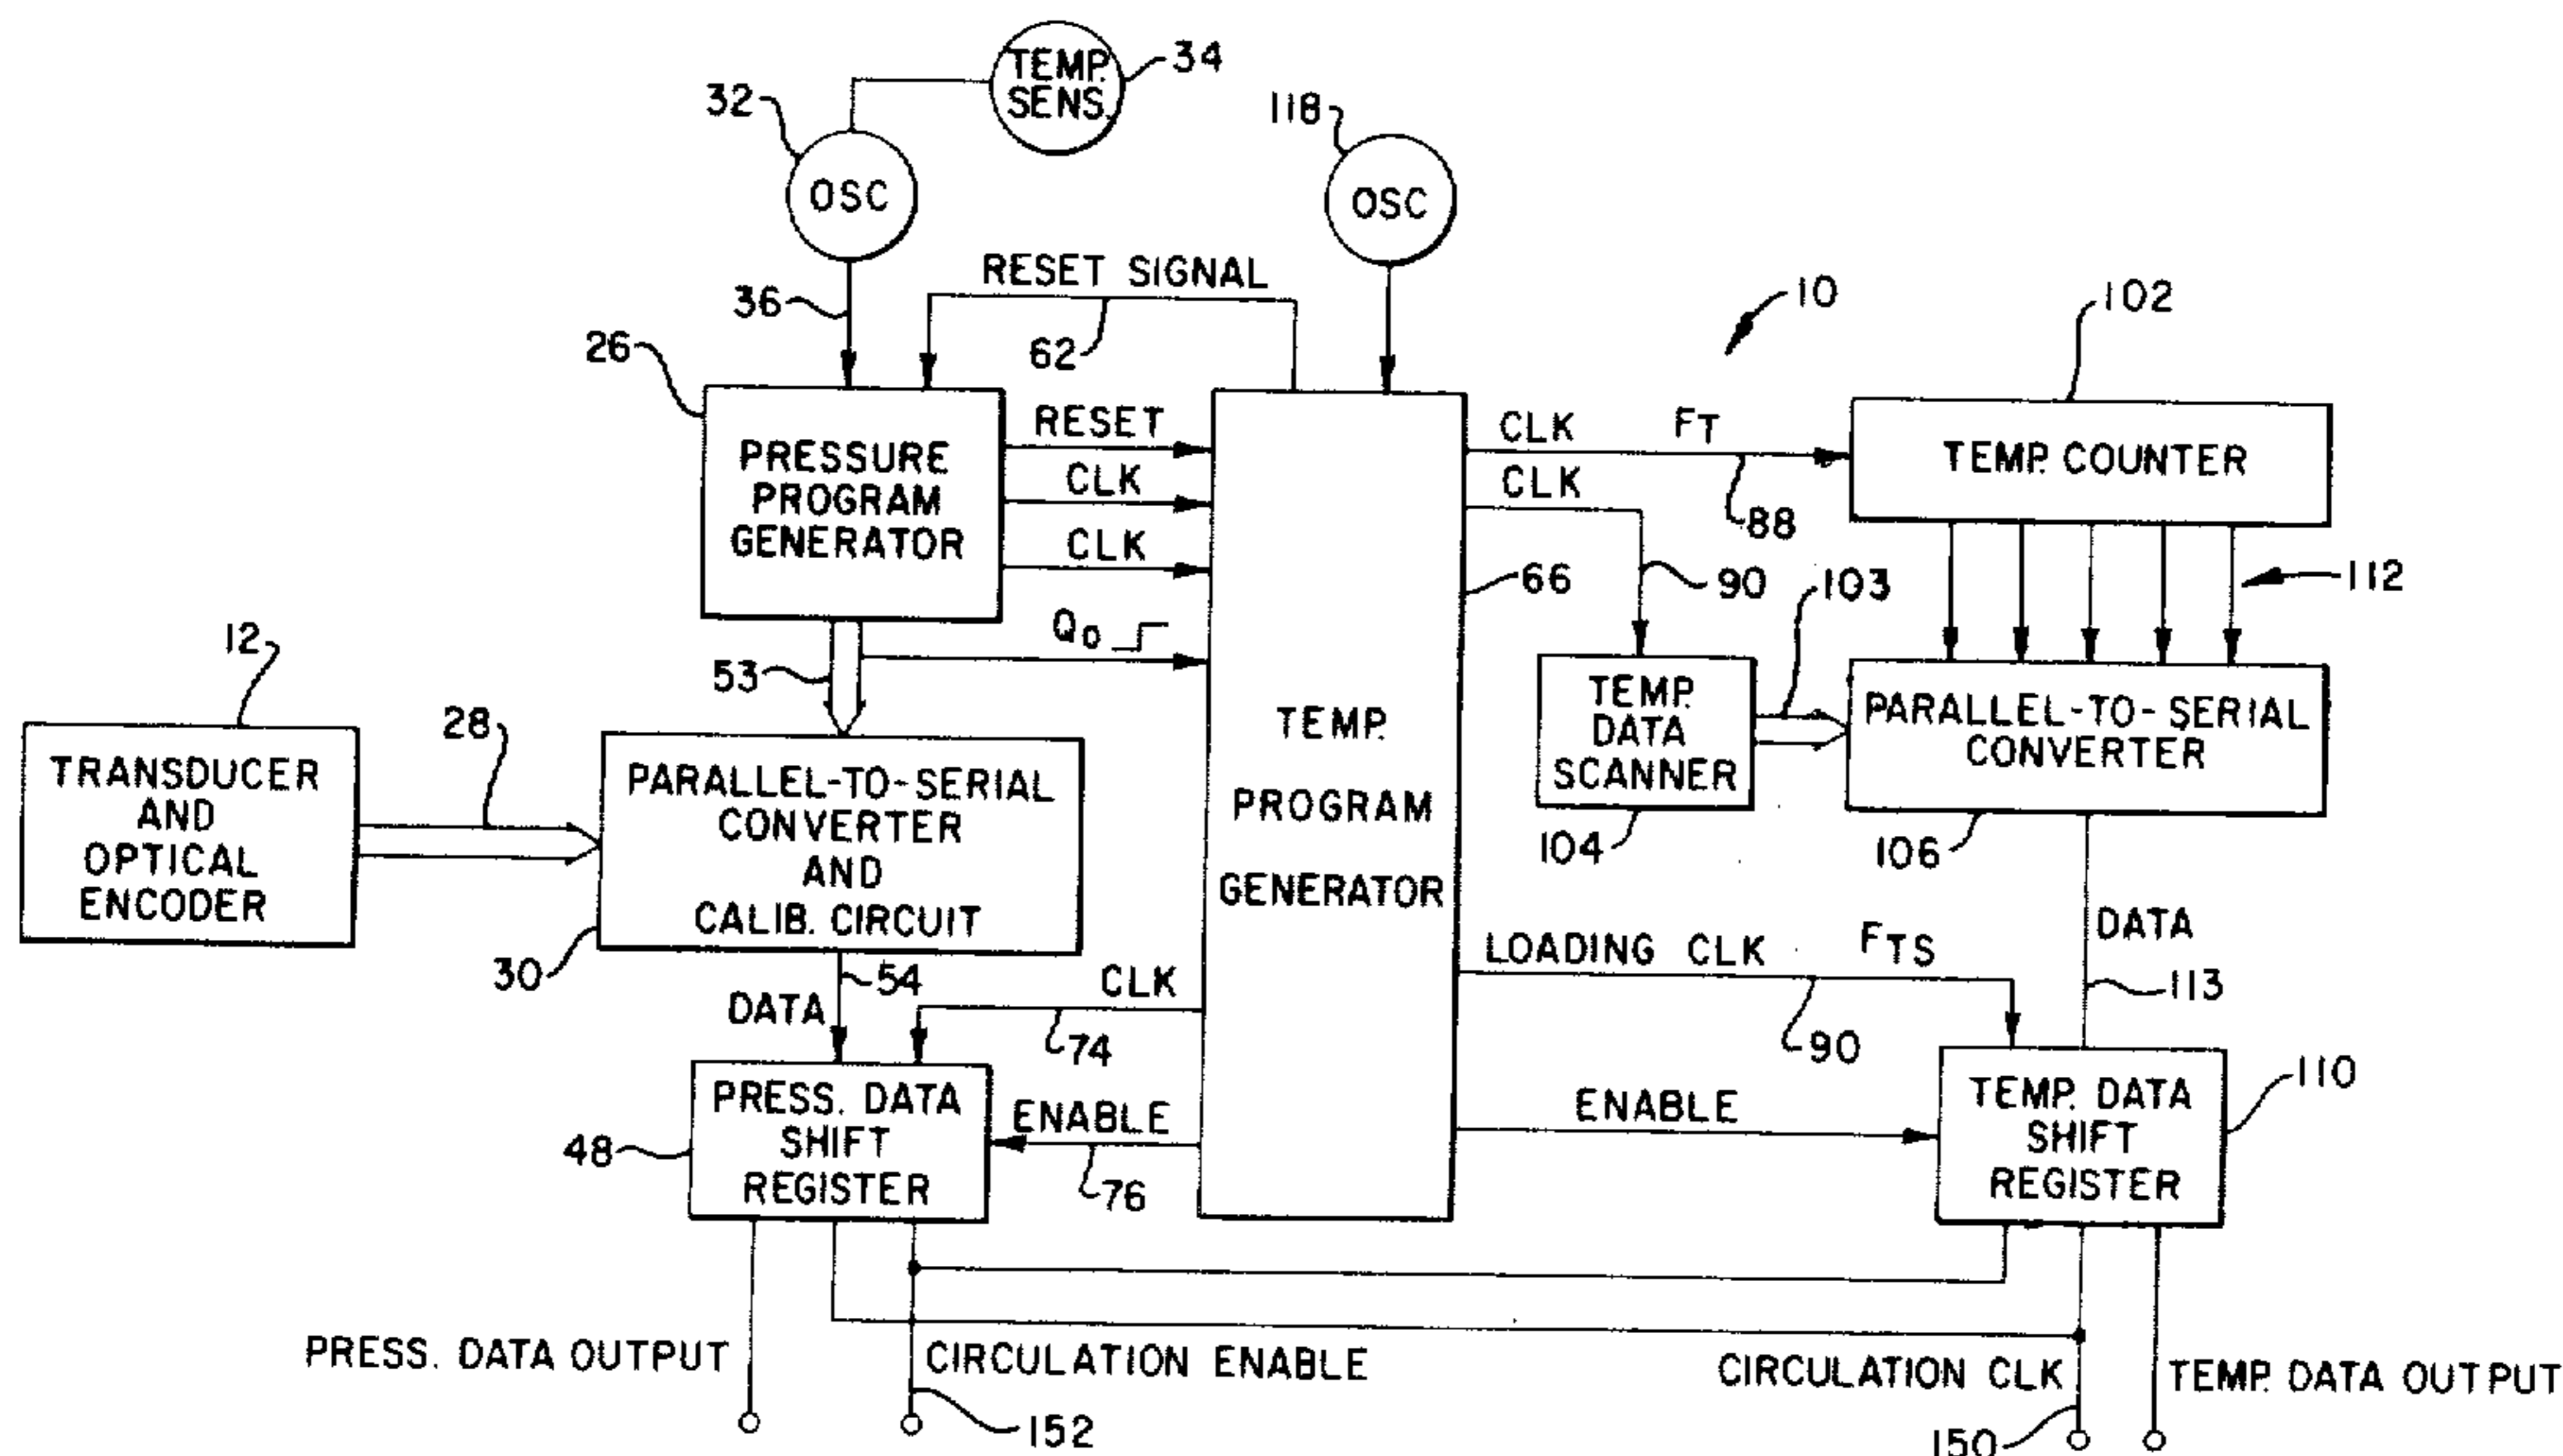 TEMP.
SENS.
34
32
OSC
118
OSC
36
RESET SIGNAL
62
10
102
26
PRESSURE
PROGRAM
GENERATOR
RESET
CLK
CLK
Q0
53
CLK FT
88
CLK
90
66
TEMP. COUNTER
112
103
12
TRANSDUCER
AND
OPTICAL
ENCODER
28
PARALLEL-TO-SERIAL
CONVERTER
AND
CALIB. CIRCUIT
30
TEMP.
PROGRAM
GENERATOR
TEMP.
DATA
SCANNER
104
PARALLEL-TO-SERIAL
CONVERTER
106
54
DATA
CLK
74
LOADING CLK FTS
90
DATA
113
PRESS. DATA
SHIFT
REGISTER
48
ENABLE
76
ENABLE
TEMP. DATA
SHIFT
REGISTER
110
PRESS. DATA OUTPUT
CIRCULATION ENABLE
152
CIRCULATION CLK
150
TEMP. DATA OUTPUT